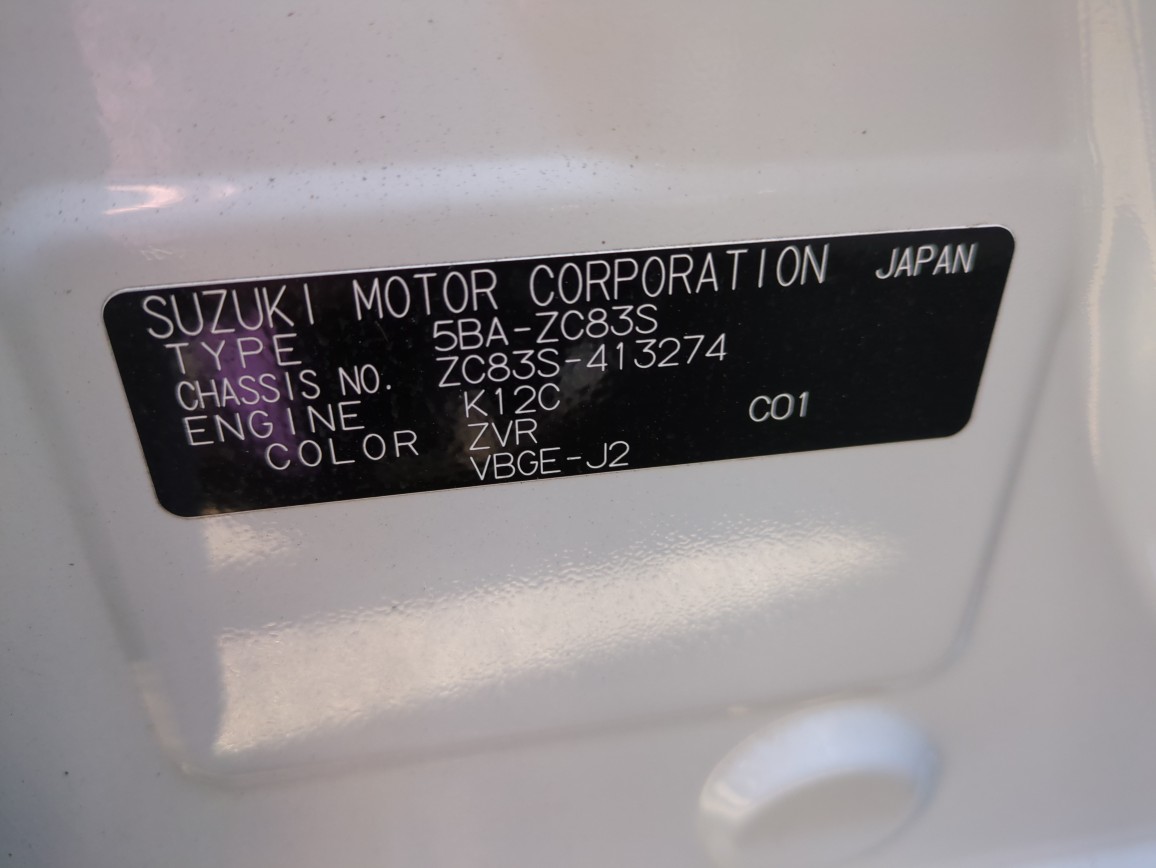 SUZUKI MOTOR CORPORATION JAPAN
TYPE 5BA-ZC83S
CHASSIS NO. ZC83S-413274
ENGINE K12C
COLOR ZVR C01
VBGE-J2